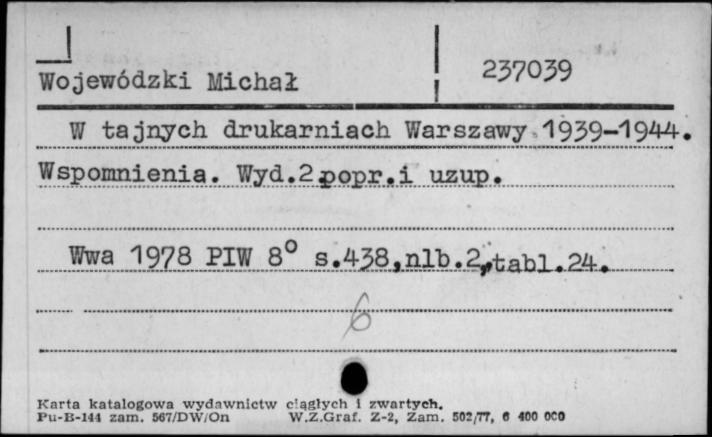 237039
Wojewódzki Michał
W tajnych drukarniach Warszawy 1939-1944.
Wspomnienia. Wyd.2 popr.i uzup.
Wwa 1978 PIW 8° s.438,nlb.2,tabl.24.
6
Karta katalogowa wydawnictw ciągłych i zwartych.
Pu-B-144 zam. 567/DW/On W.Z.Graf. Z-2, Zam. 502/77, 6 400 000